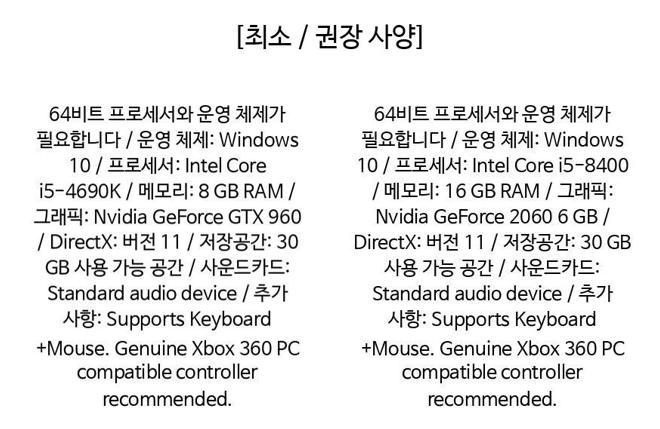 [최소 / 권장 사양]
64비트 프로세서와 운영 체제가
필요합니다 / 운영 체제: Windows
10 / 프로세서: Intel Core
i5-4690K / 메모리: 8 GB RAM /
그래픽: Nvidia GeForce GTX 960
/ DirectX: 버전 11 / 저장공간: 30
GB 사용 가능 공간 / 사운드카드:
Standard audio device / 추가
사항: Supports Keyboard
+Mouse. Genuine Xbox 360 PC
compatible controller
recommended.
64비트 프로세서와 운영 체제가
필요합니다 / 운영 체제: Windows
10 / 프로세서: Intel Core i5-8400
/ 메모리: 16 GB RAM / 그래픽:
Nvidia GeForce 2060 6 GB /
DirectX: 버전 11 / 저장공간: 30 GB
사용 가능 공간 / 사운드카드:
Standard audio device / 추가
사항: Supports Keyboard
+Mouse. Genuine Xbox 360 PC
compatible controller
recommended.